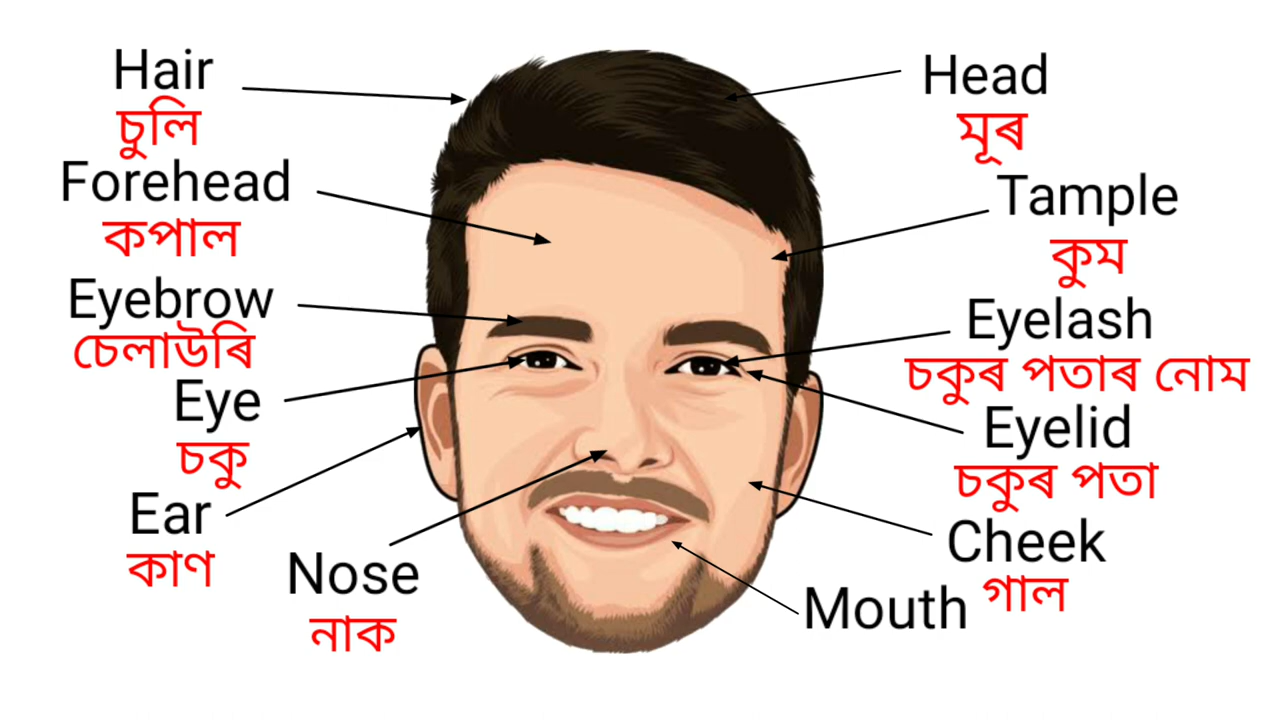 Hair
চুলি
Forehead
কপাল
Eyebrow
চেলাউৰি
Eye
চকু
Ear
কাণ
Nose
নাক
Head
মূৰ
Tample
কুম
Eyelash
চকুৰ পতাৰ নোম
Eyelid
চকুৰ পতা
Cheek
গাল
Mouth